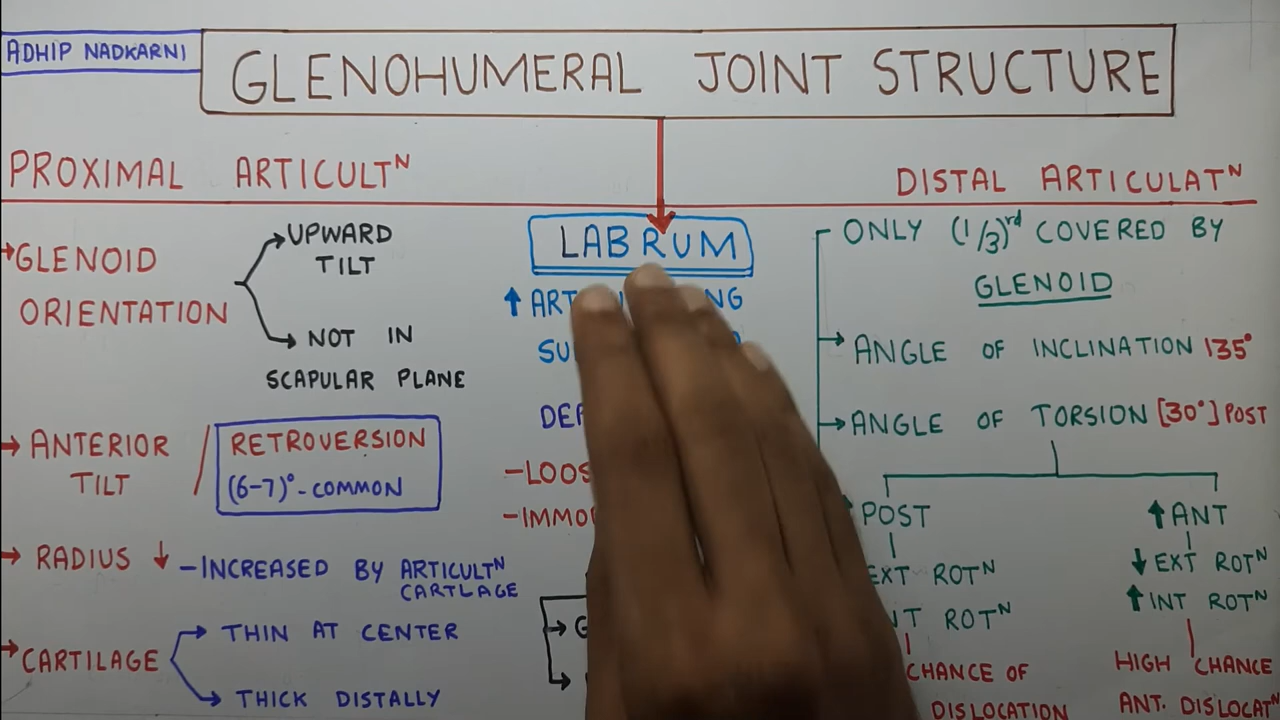 ADHIP NADKARNI
GLENOHUMERAL JOINT STRUCTURE
PROXIMAL ARTICULTᴺ
→GLENOID
ORIENTATION
→UPWARD
TILT
→ NOT IN
SCAPULAR PLANE
→ ANTERIOR
TILT
/
RETROVERSION
(6-7)° - COMMON
→ RADIUS ↓ - INCREASED BY ARTICULTᴺ
CARTLAGE
→CARTILAGE
→ THIN AT CENTER
→ THICK DISTALLY
LABRUM
↑
DISTAL ARTICULATᴺ
ONLY (1/3)ʳᵈ COVERED BY
GLENOID
→ ANGLE OF INCLINATION 135°
→ ANGLE OF TORSION [30°] POST
POST
EXT ROTᴺ
ROTᴺ
CHANCE OF
DISLOCATION
↑ ANT
↓ EXT ROTᴺ
↑ INT ROTᴺ
HIGH CHANCE
ANT. DISLOCATᴺ